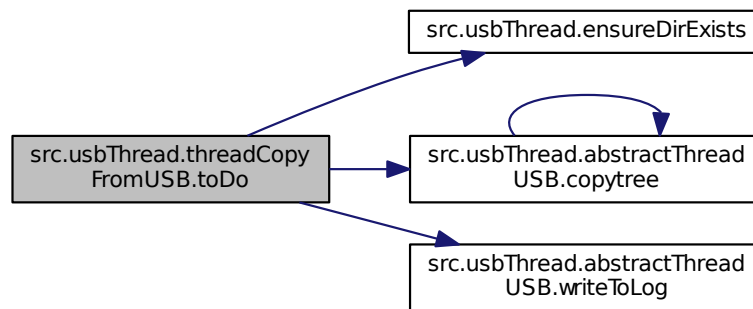 src.usbThread.ensureDirExists
src.usbThread.threadCopy
FromUSB.toDo
src.usbThread.abstractThread
USB.copytree
src.usbThread.abstractThread
USB.writeToLog